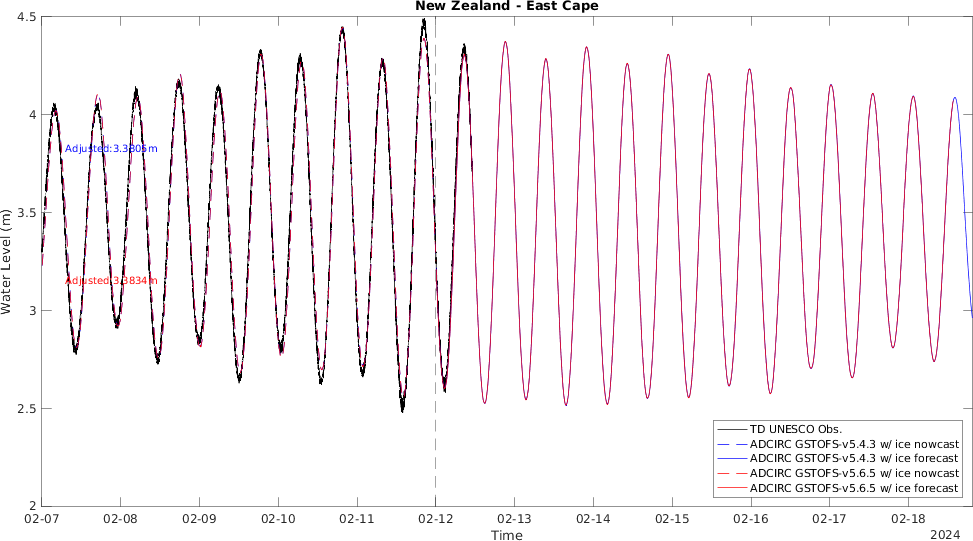 New Zealand - East Cape
4.5
4
3.5
3
2.5
2
Water Level (m)
Adjusted:3.3805m
Adjusted:3.3834m
TD UNESCO Obs.
ADCIRC GSTOFS-v5.4.3 w/ ice nowcast
ADCIRC GSTOFS-v5.4.3 w/ ice forecast
ADCIRC GSTOFS-v5.6.5 w/ ice nowcast
ADCIRC GSTOFS-v5.6.5 w/ ice forecast
02-07 02-08 02-09 02-10 02-11 02-12 02-13 02-14 02-15 02-16 02-17 02-18
Time
2024